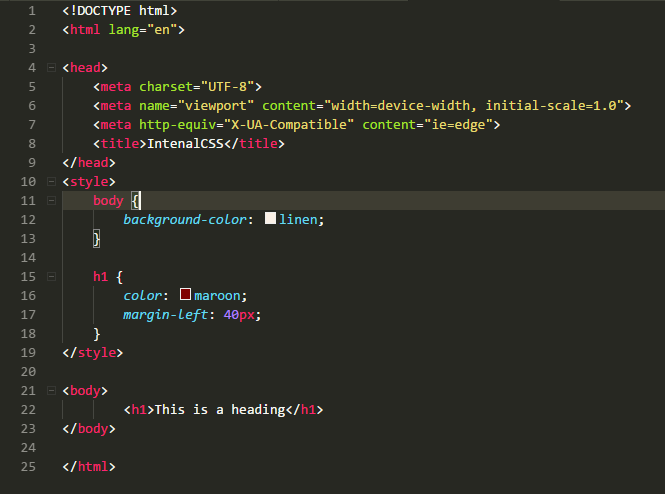 1 <!DOCTYPE html>
2 <html lang="en">
3
4 <head>
5     <meta charset="UTF-8">
6     <meta name="viewport" content="width=device-width, initial-scale=1.0">
7     <meta http-equiv="X-UA-Compatible" content="ie=edge">
8     <title>IntenalCSS</title>
9 </head>
10 <style>
11     body {
12         background-color: linen;
13     }
14
15     h1 {
16         color: maroon;
17         margin-left: 40px;
18     }
19 </style>
20
21 <body>
22         <h1>This is a heading</h1>
23 </body>
24
25 </html>